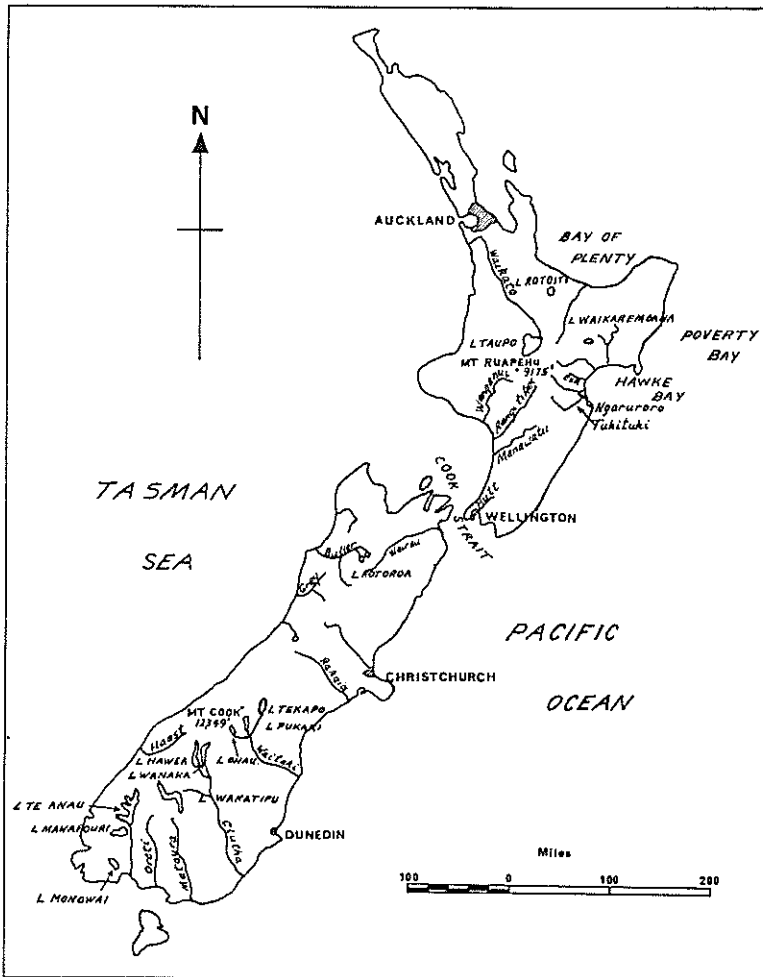 N
AUCKLAND
BAY OF
PLENTY
Waikato
L ROTOITI
L WAIKAREMOANA
L TAUPO
POVERTY
BAY
MT RUAPEHU
9175'
HAWKE
BAY
Wanganui
Rangitikei
Esk
Ngaruroro
Tukituki
Manawatu
COOK
STRAIT
Hutt
WELLINGTON
TASMAN
SEA
Buller
Wairau
L ROTOROA
Grey
PACIFIC
OCEAN
Rakaia
CHRISTCHURCH
MT COOK
12349'
L TEKAPO
L PUKAKI
Haast
L OHAU
Waitaki
L HAWEA
L WANAKA
L WAKATIPU
L TE ANAU
L MANAPOURI
Clutha
DUNEDIN
Oreti
Mataura
L MONOWAI
Miles
100 0 100 200